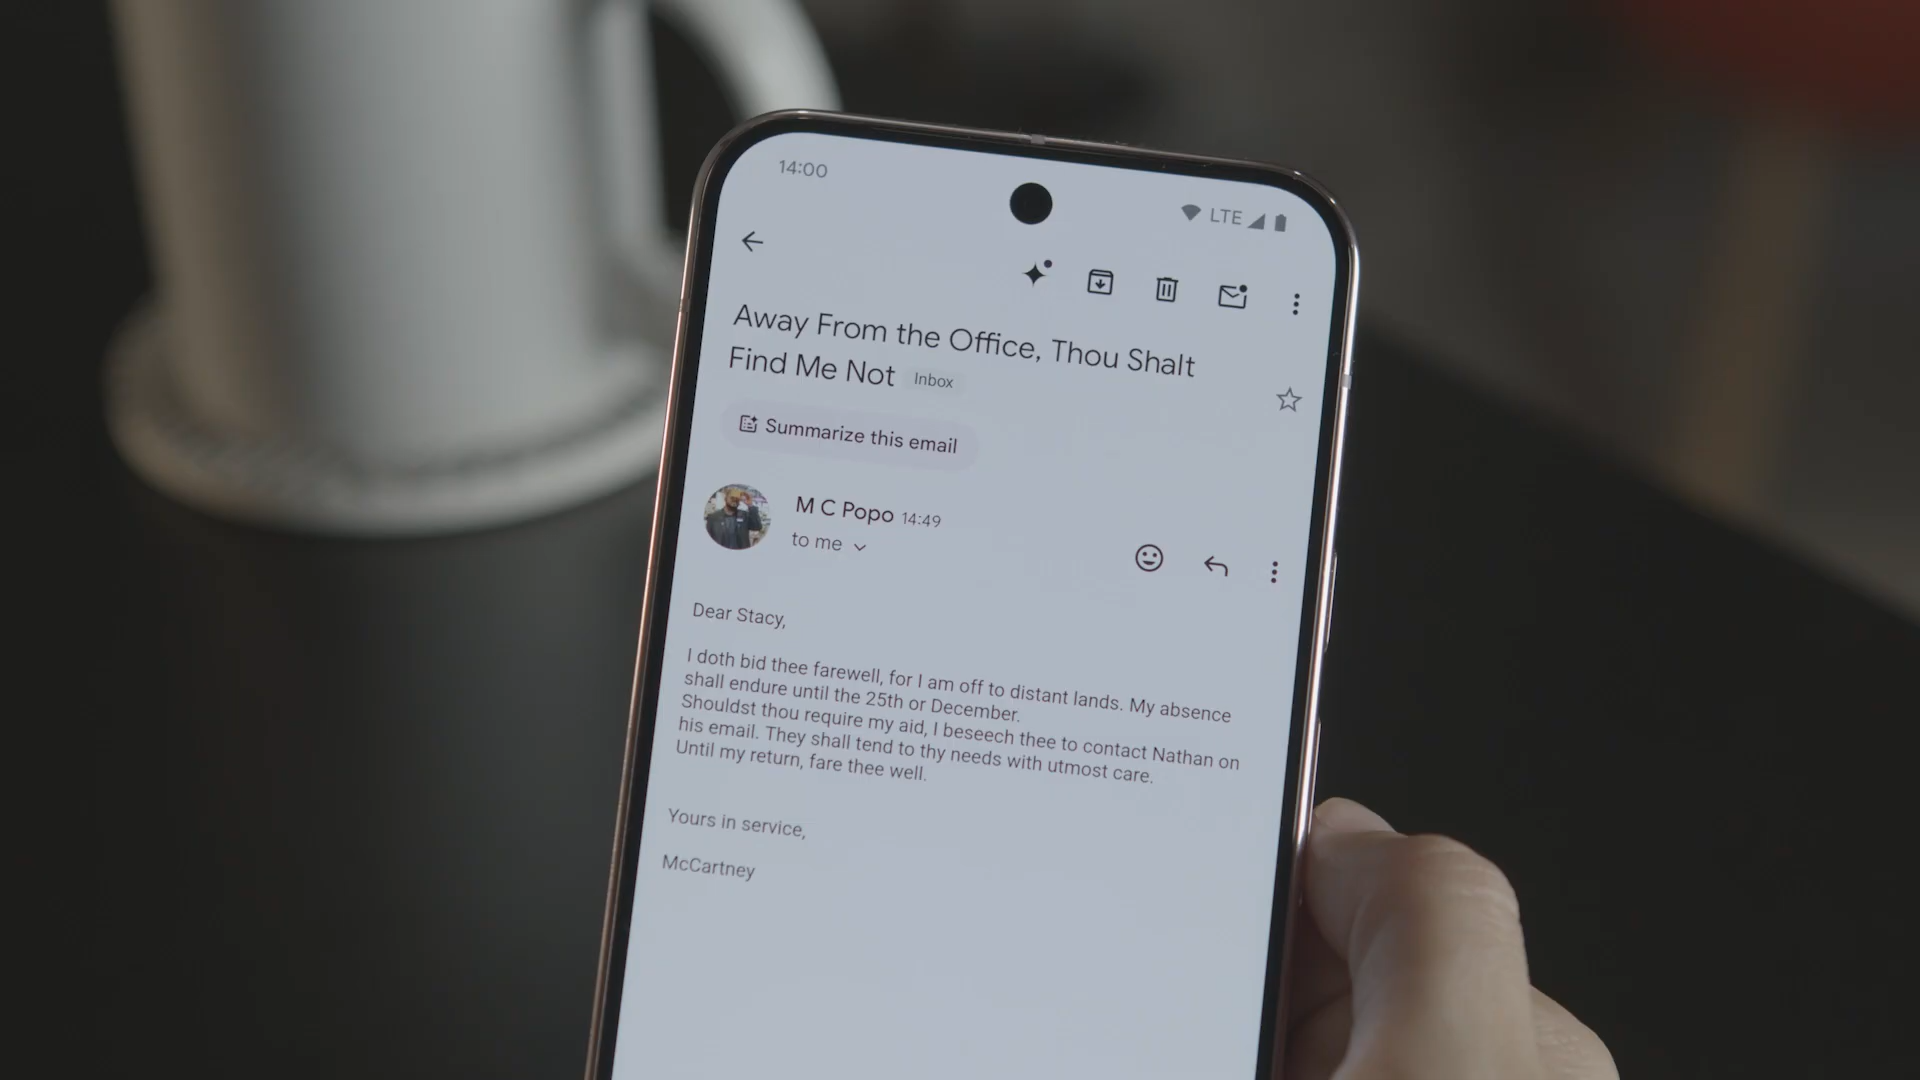 14:00
LTE
Away From the Office, Thou Shalt
Find Me Not Inbox
Summarize this email
M C Popo 14:49
to me
Dear Stacy,
I doth bid thee farewell, for I am off to distant lands. My absence
shall endure until the 25th or December.
Shouldst thou require my aid, I beseech thee to contact Nathan on
his email. They shall tend to thy needs with utmost care.
Until my return, fare thee well.
Yours in service,
McCartney